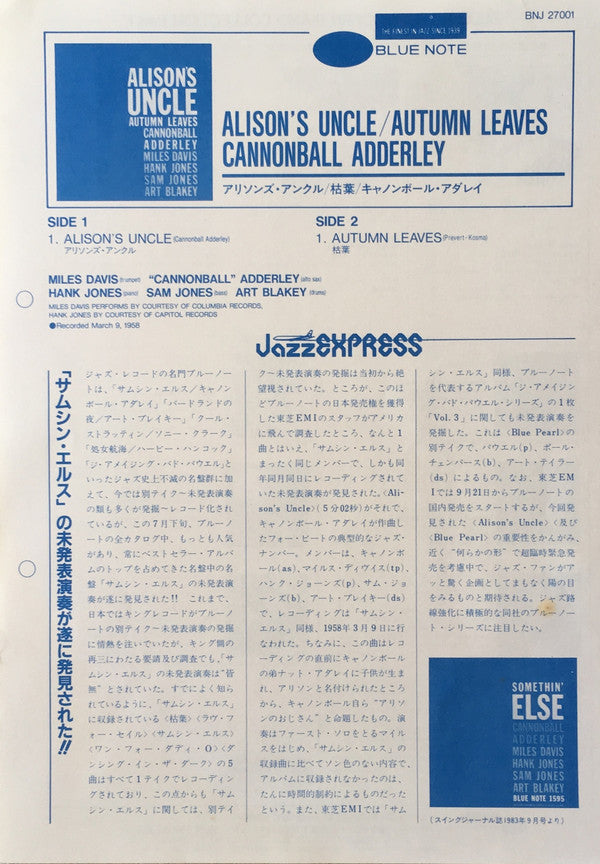 BNJ 27001
THE FINEST IN JAZZ SINCE 1939
BLUE NOTE
ALISON'S
UNCLE
AUTUMN LEAVES
CANNONBALL
ADDERLEY
MILES DAVIS
HANK JONES
SAM JONES
ART BLAKEY
ALISON'S UNCLE/AUTUMN LEAVES
CANNONBALL ADDERLEY
アリソンズ・アンクル/枯葉/キャノンボール・アダレイ
SIDE 1
1. ALISON'S UNCLE (Cannonball Adderley)
アリソンズ・アンクル
SIDE 2
1. AUTUMN LEAVES (Prevert-Kosma)
枯葉
MILES DAVIS (trumpet) "CANNONBALL" ADDERLEY (alto sax)
HANK JONES (piano) SAM JONES (bass) ART BLAKEY (drums)
MILES DAVIS PERFORMS BY COURTESY OF COLUMBIA RECORDS,
HANK JONES BY COURTESY OF CAPITOL RECORDS
●Recorded March 9, 1958
JazzEXPRESS
「サムシン・エルス」の未発表演奏が遂に発見された!!
ジャズ・レコードの名門ブルーノー
トは、「サムシン・エルス/キャノン
ボール・アダレイ」「バードランドの
夜/アート・ブレイキー」「クール・
ストラッティン/ソニー・クラーク」
「処女航海/ハービー・ハンコック」
「ジ・アメイジング・バド・パウエル」と
いったジャズ史上不滅の名盤群に加
えて、今では別テイク〜未発表演奏
の類も多くが発掘〜レコード化され
ているが、この7月下旬、ブルーノ
ートの全カタログ中、もっとも人気
があり、常にベストセラー・アルバ
ムのトップを占めてきた名盤中の名
盤「サムシン・エルス」の未発表演奏
が遂に発見された!! これまで、
日本ではキングレコードがブルーノ
ートの別テイク〜未発表演奏の発掘
に情熱を注いでいたが、キング側の
再三にわたる要請及び調査でも、「サ
ムシン・エルス」の未発表演奏は"皆
無"とされていた。すでによく知ら
れているように、「サムシン・エルス」
に収録されている〈枯葉〉〈ラヴ・フ
ォー・セイル〉〈サムシン・エルス〉
〈ワン・フォー・ダディ・O〉〈ダ
ンシング・イン・ザ・ダーク〉の5
曲はすべて1テイクでレコーディン
グされており、この点からも「サム
シン・エルス」に関しては、別テイ
ク〜未発表演奏の発掘は当初から絶
望視されていた。ところが、このほ
どブルーノートの日本発売権を獲得
した東芝EMIのスタッフがアメリカ
に飛んで調査したところ、なんと1
曲とはいえ、「サムシン・エルス」と
まったく同じメンバーで、しかも同
年同月同日にレコーディングされて
いた未発表演奏が発見された。〈Ali-
son's Uncle〉(5分02秒)がそれで、
キャノンボール・アダレイが作曲し
たフォー・ビートの典型的なジャズ・
ナンバー。メンバーは、キャノンボ
ール(as)、マイルス・デイヴィス(tp)、
ハンク・ジョーンズ(p)、サム・ジョ
ーンズ(b)、アート・ブレイキー(ds)
で、レコーディングは「サムシン・
エルス」同様、1958年3月9日に行
なわれた。ちなみに、この曲はレコ
ーディングの直前にキャノンボール
の弟ナット・アダレイに子供が生ま
れ、アリソンと名付けられたところ
から、キャノンボール自ら"アリソ
ンのおじさん"と命題したもの。演
奏はファースト・ソロをとるマイル
スをはじめ、「サムシン・エルス」の
収録曲に比べてソン色のない内容で、
アルバムに収録されなかったのは、
たんに時間的制約によるものだった
という。また、東芝EMIでは「サム
シン・エルス」同様、ブルーノート
を代表するアルバム「ジ・アメイジン
グ・バド・パウエル・シリーズ」の1枚
「Vol.3」に関しても未発表演奏を
発掘した。これは〈Blue Pearl〉の
別テイクで、パウエル(p)、ポール・
チェンバース(b)、アート・テイラー
(ds)によるもの。なお、東芝EM
Iでは9月21日からブルーノートの
国内発売をスタートするが、今回発
見された〈Alison's Uncle〉及び
〈Blue Pearl〉の重要性をかんがみ、
近く"何らかの形"で超臨時緊急発
売を考慮中で、ジャズ・ファンがア
ッと驚く企画としてまもなく陽の目
をみるものと期待される。ジャズ路
線強化に積極的な同社のブルーノー
ト・シリーズに注目したい。
SOMETHIN'
ELSE
CANNONBALL
ADDERLEY
MILES DAVIS
HANK JONES
SAM JONES
ART BLAKEY
BLUE NOTE 1595
(スイングジャーナル誌1983年9月号より)